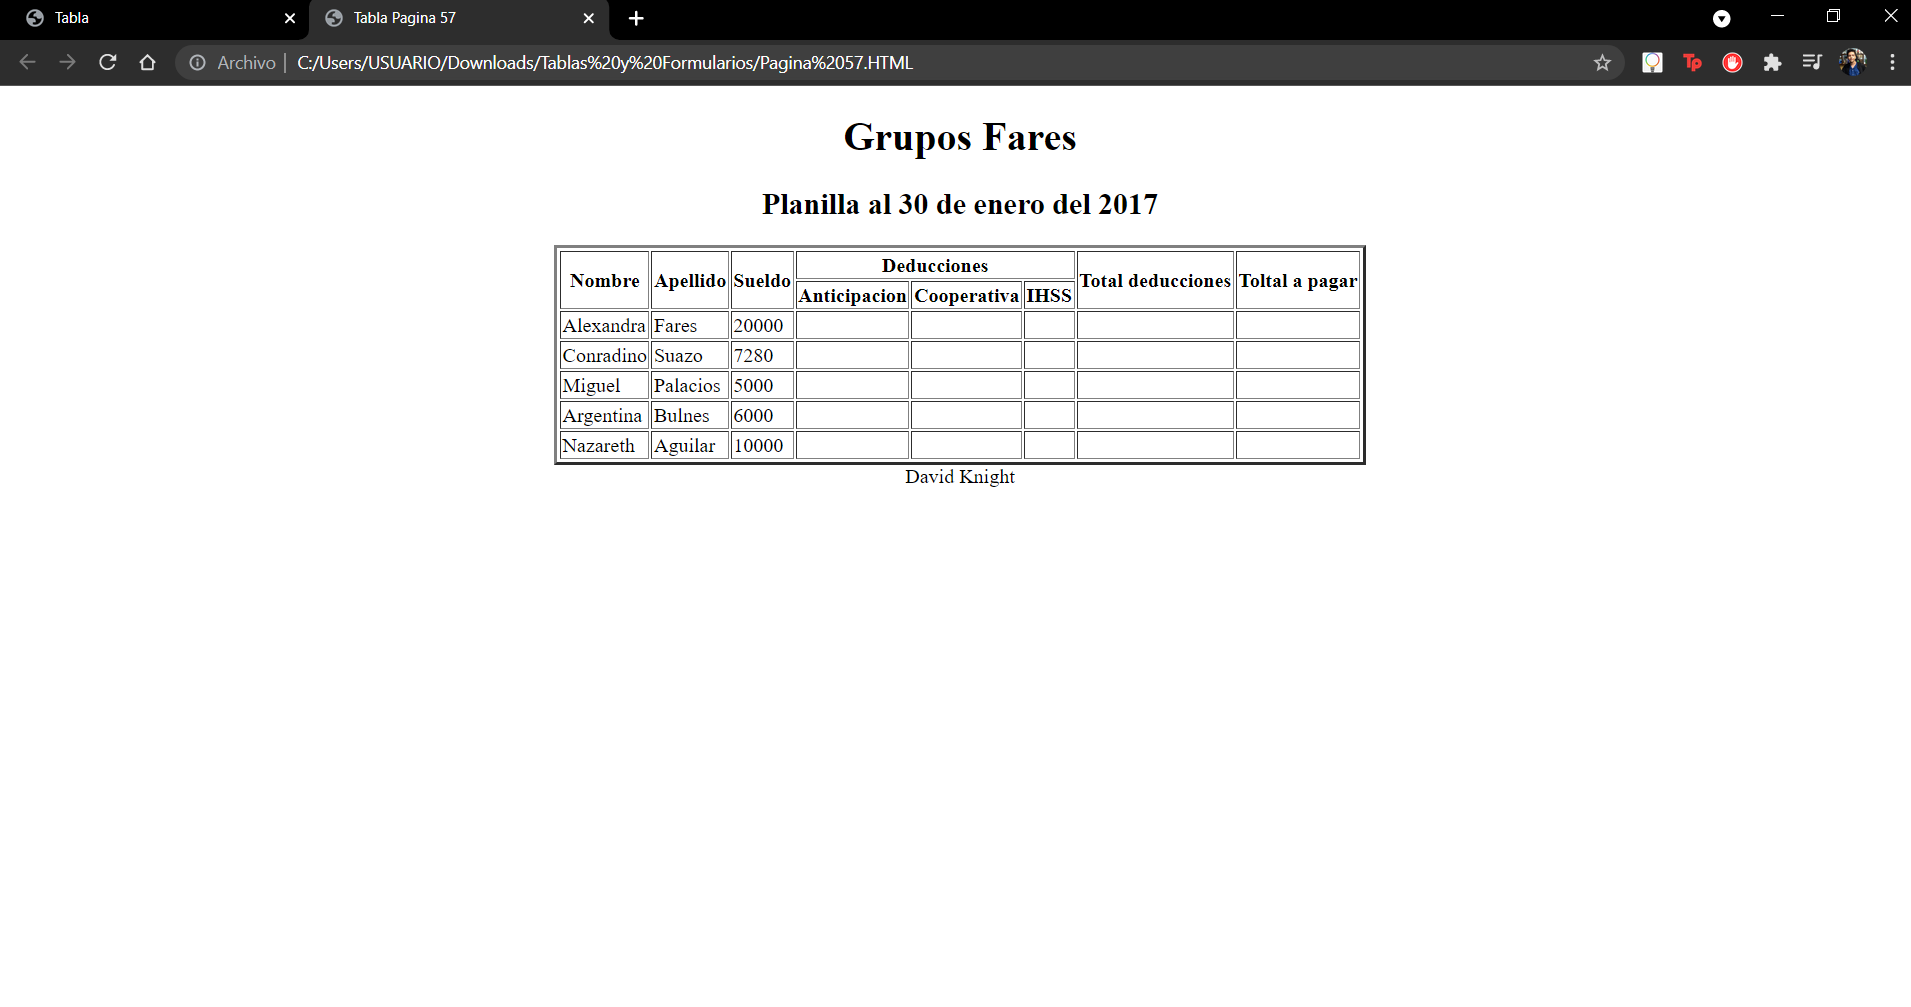 Tabla
Tabla Pagina 57
Archivo | C:/Users/USUARIO/Downloads/Tablas%20y%20Formularios/Pagina%2057.HTML
Tp
Grupos Fares
Planilla al 30 de enero del 2017
Nombre Apellido Sueldo Deducciones Total deducciones Toltal a pagar
Anticipacion Cooperativa IHSS
Alexandra Fares 20000
Conradino Suazo 7280
Miguel Palacios 5000
Argentina Bulnes 6000
Nazareth Aguilar 10000
David Knight